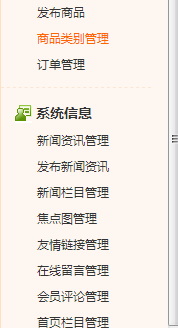 发布商品
商品类别管理
订单管理
系统信息
新闻资讯管理
发布新闻资讯
新闻栏目管理
焦点图管理
友情链接管理
在线留言管理
会员评论管理
首页栏目管理